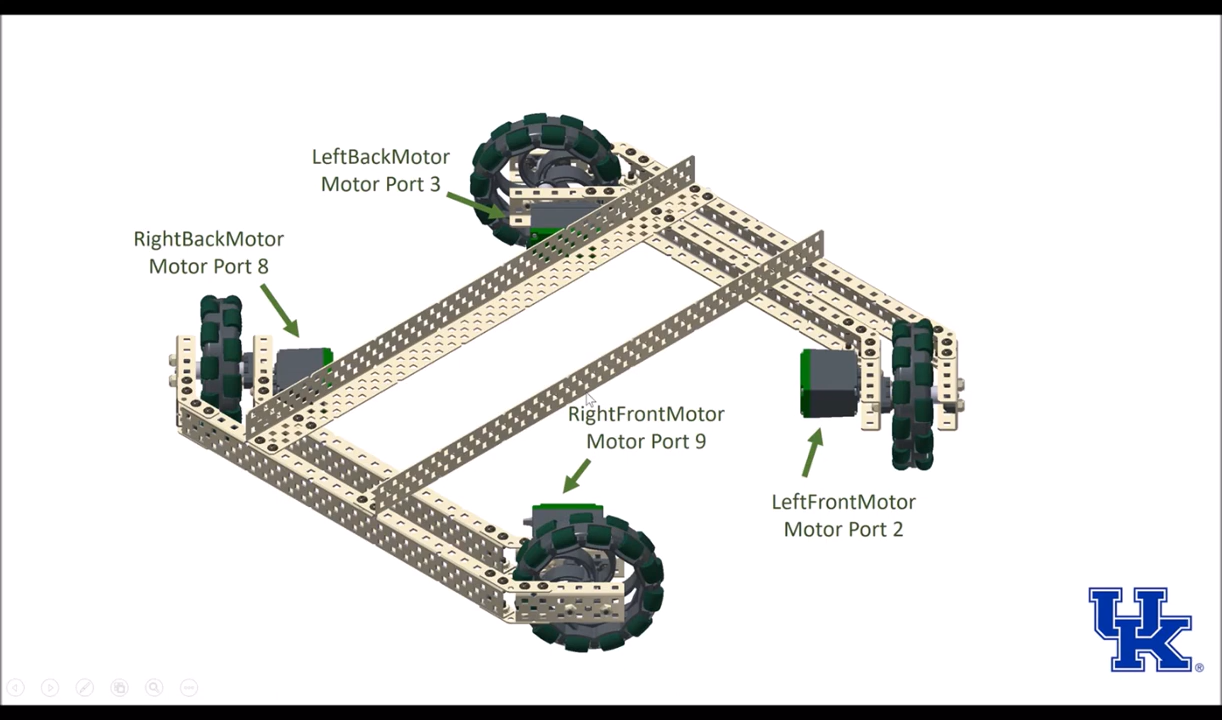 LeftBackMotor
Motor Port 3
RightBackMotor
Motor Port 8
RightFrontMotor
Motor Port 9
LeftFrontMotor
Motor Port 2
UK®